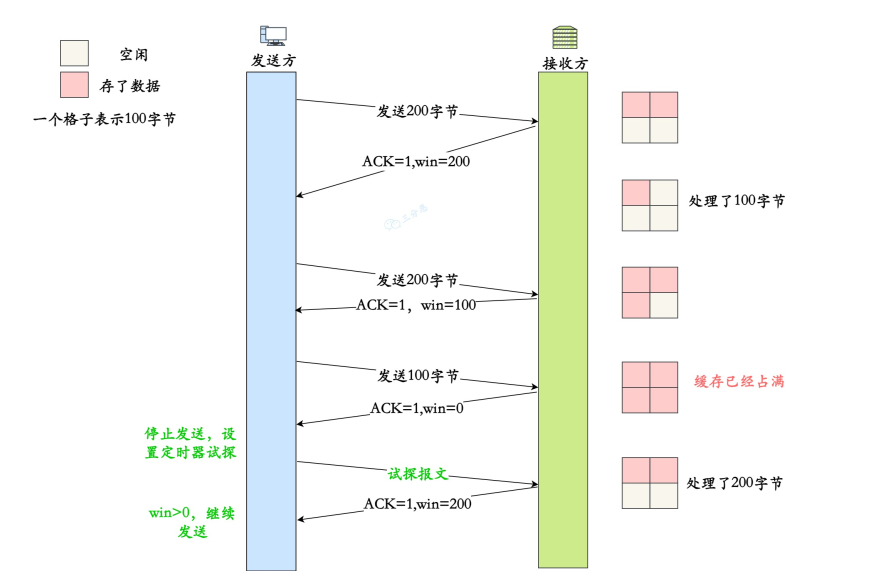 空闲
存了数据
一个格子表示100字节
发送方
接收方
发送200字节
ACK=1,win=200
处理了100字节
发送200字节
ACK=1，win=100
发送100字节
缓存已经占满
ACK=1,win=0
停止发送，设
置定时器试探
试探报文
处理了200字节
ACK=1,win=200
win>0，继续
发送